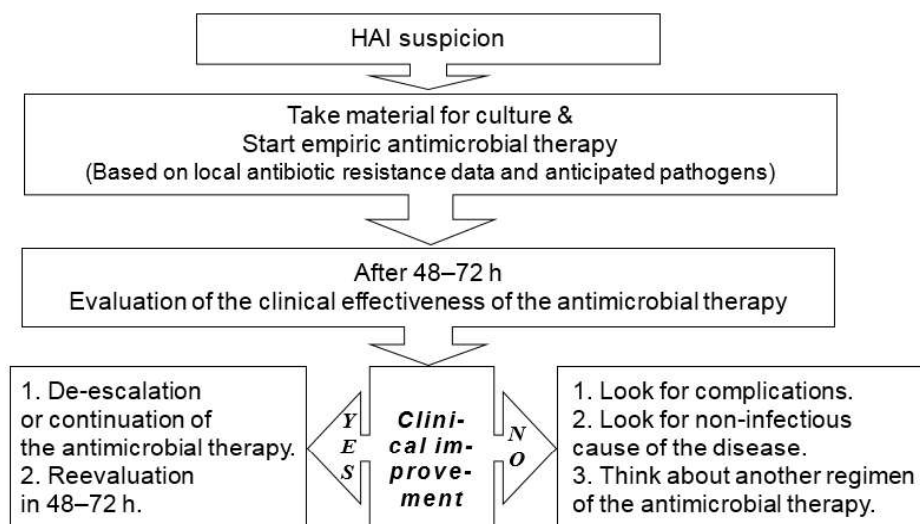 HAI suspicion
Take material for culture &
Start empiric antimicrobial therapy
(Based on local antibiotic resistance data and anticipated pathogens)
After 48–72 h
Evaluation of the clinical effectiveness of the antimicrobial therapy
1. De-escalation
or continuation of
the antimicrobial therapy.
2. Reevaluation
in 48–72 h.
YES
Clini-
cal im-
prove-
ment
NO
1. Look for complications.
2. Look for non-infectious
cause of the disease.
3. Think about another regimen
of the antimicrobial therapy.